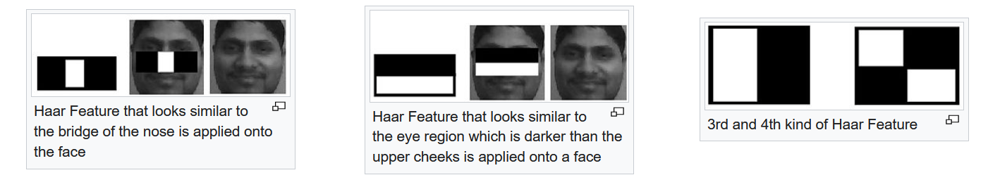 Haar Feature that looks similar to
the bridge of the nose is applied onto
the face
Haar Feature that looks similar to
the eye region which is darker than the
upper cheeks is applied onto a face
3rd and 4th kind of Haar Feature